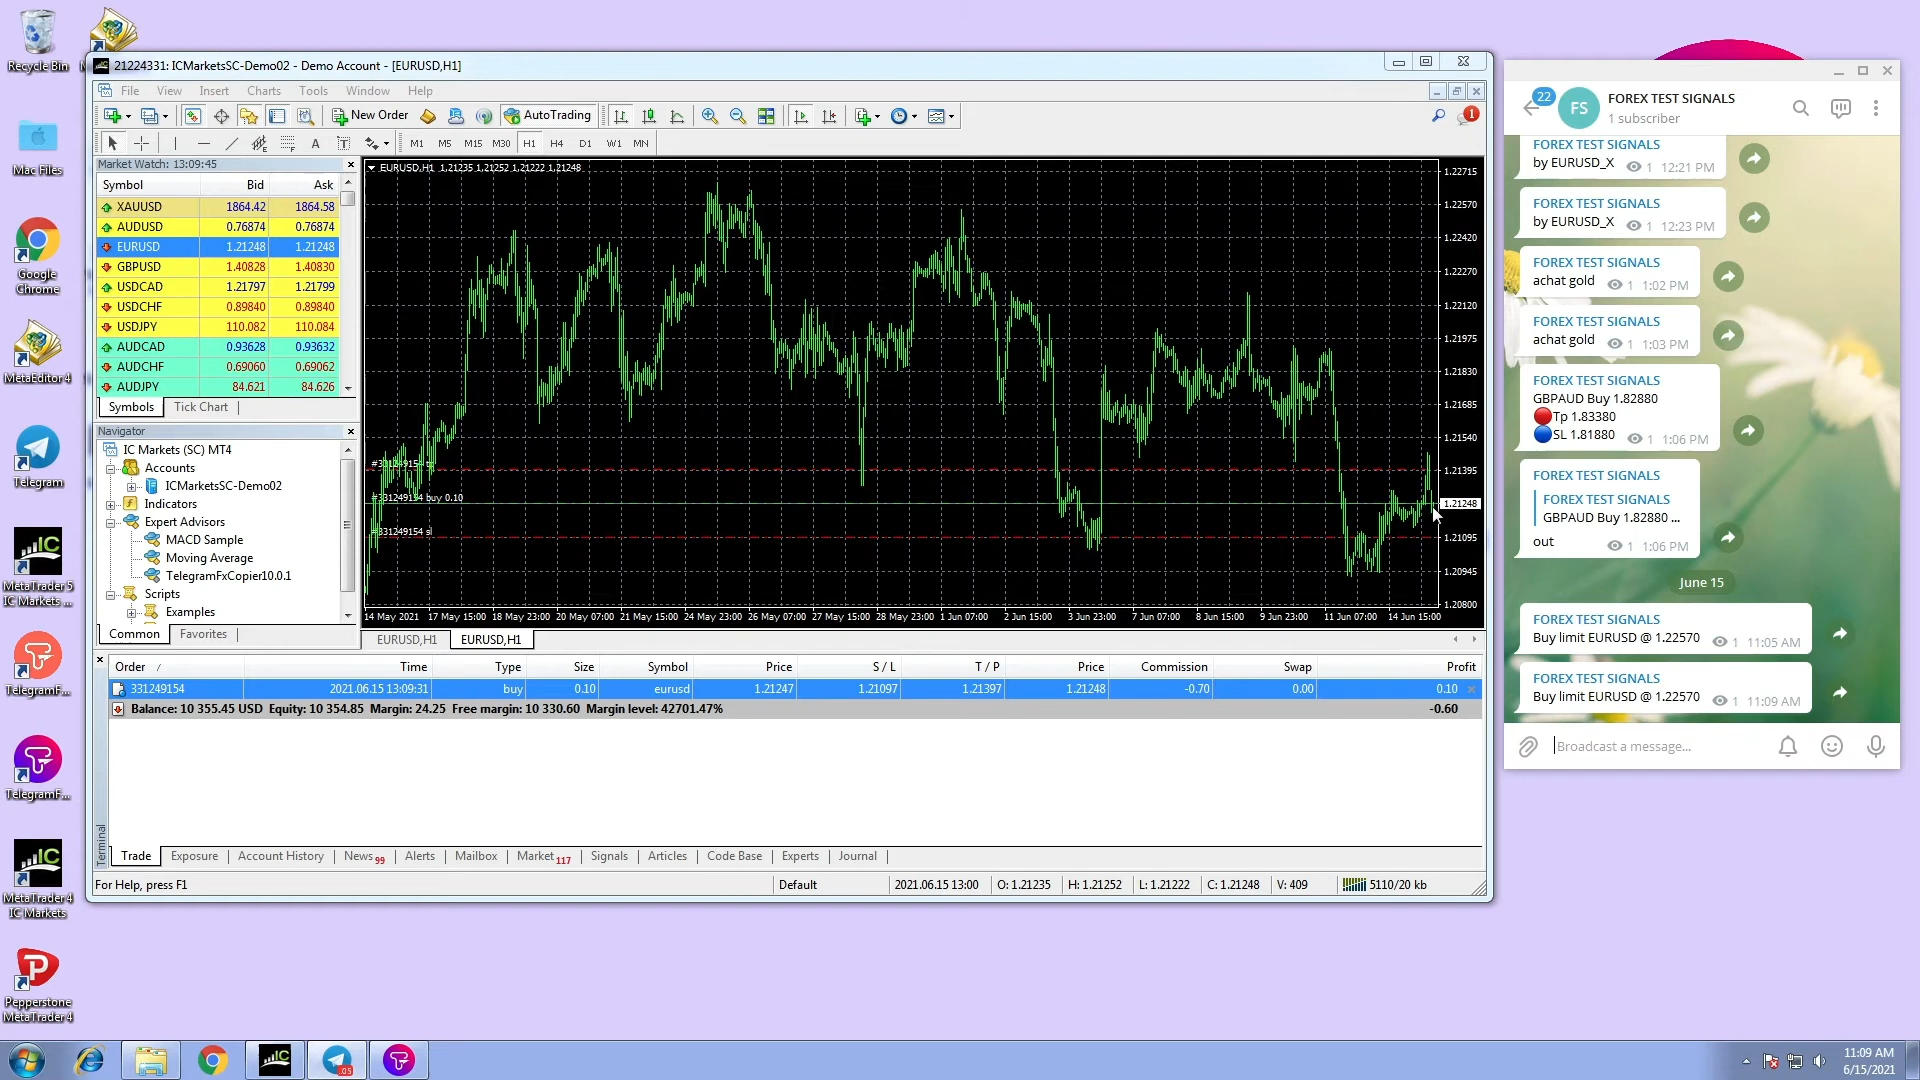 Recycle Bin
Mac Files
Google Chrome
MetaEditor 4
Telegram
MetaTrader 5 IC Markets ...
TelegramF...
TelegramF...
MetaTrader 4 IC Markets
Pepperstone MetaTrader 4
21224331: ICMarketsSC-Demo02 - Demo Account - [EURUSD,H1]
File View Insert Charts Tools Window Help
New Order AutoTrading 1
A T M1 M5 M15 M30 H1 H4 D1 W1 MN
Market Watch: 13:09:45
Symbol Bid Ask
XAUUSD 1864.42 1864.58
AUDUSD 0.76874 0.76874
EURUSD 1.21248 1.21248
GBPUSD 1.40828 1.40830
USDCAD 1.21797 1.21799
USDCHF 0.89840 0.89840
USDJPY 110.082 110.084
AUDCAD 0.93628 0.93632
AUDCHF 0.69060 0.69062
AUDJPY 84.621 84.626
Symbols Tick Chart
Navigator
IC Markets (SC) MT4
Accounts
ICMarketsSC-Demo02
Indicators
Expert Advisors
MACD Sample
Moving Average
TelegramFxCopier10.0.1
Scripts
Examples
Common Favorites
EURUSD,H1 1.21235 1.21252 1.21222 1.21248
1.22715
1.22570
1.22420
1.22270
1.22120
1.21975
1.21830
1.21685
1.21540
1.21395
1.21248
1.21095
1.20945
1.20800
#331249154 tp
#331249154 buy 0.10
#331249154 sl
14 May 2021 17 May 15:00 18 May 23:00 20 May 07:00 21 May 15:00 24 May 23:00 26 May 07:00 27 May 15:00 28 May 23:00 1 Jun 07:00 2 Jun 15:00 3 Jun 23:00 7 Jun 07:00 8 Jun 15:00 9 Jun 23:00 11 Jun 07:00 14 Jun 15:00
EURUSD,H1 EURUSD,H1
Order Time Type Size Symbol Price S / L T / P Price Commission Swap Profit
331249154 2021.06.15 13:09:31 buy 0.10 eurusd 1.21247 1.21097 1.21397 1.21248 -0.70 0.00 0.10
Balance: 10 355.45 USD Equity: 10 354.85 Margin: 24.25 Free margin: 10 330.60 Margin level: 42701.47% -0.60
Terminal
Trade Exposure Account History News 99 Alerts Mailbox Market 117 Signals Articles Code Base Experts Journal
For Help, press F1 Default 2021.06.15 13:00 O: 1.21235 H: 1.21252 L: 1.21222 C: 1.21248 V: 409 5110/20 kb
22
FS
FOREX TEST SIGNALS
1 subscriber
FOREX TEST SIGNALS
by EURUSD_X 1 12:21 PM
FOREX TEST SIGNALS
by EURUSD_X 1 12:23 PM
FOREX TEST SIGNALS
achat gold 1 1:02 PM
FOREX TEST SIGNALS
achat gold 1 1:03 PM
FOREX TEST SIGNALS
GBPAUD Buy 1.82880
Tp 1.83380
SL 1.81880 1 1:06 PM
FOREX TEST SIGNALS
FOREX TEST SIGNALS
GBPAUD Buy 1.82880 ...
out 1 1:06 PM
June 15
FOREX TEST SIGNALS
Buy limit EURUSD @ 1.22570 1 11:05 AM
FOREX TEST SIGNALS
Buy limit EURUSD @ 1.22570 1 11:09 AM
Broadcast a message...
IC
.05
11:09 AM
6/15/2021